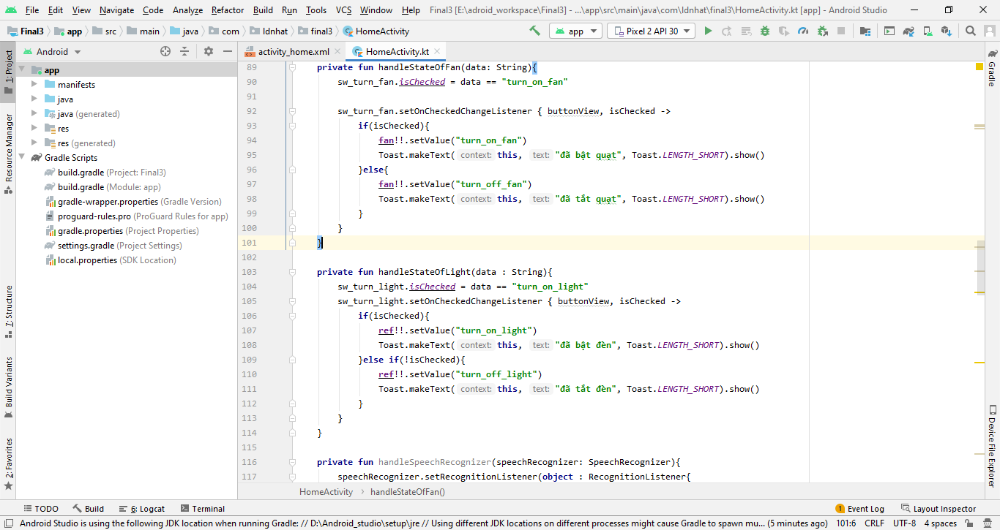 File Edit View Navigate Code Analyze Refactor Build Run Tools VCS Window Help Final3 [E:\adroid_workspace\Final3] - ...\app\src\main\java\com\ldnhat\final3\HomeActivity.kt [app] - Android Studio
Final3 app src main java com ldnhat final3 HomeActivity app Pixel 2 API 30
Android activity_home.xml HomeActivity.kt
1: Project
Resource Manager
7: Structure
Build Variants
2: Favorites
app
manifests
java
java (generated)
res
res (generated)
Gradle Scripts
build.gradle (Project: Final3)
build.gradle (Module: app)
gradle-wrapper.properties (Gradle Version)
proguard-rules.pro (ProGuard Rules for app)
gradle.properties (Project Properties)
settings.gradle (Project Settings)
local.properties (SDK Location)
89 private fun handleStateOfFan(data: String){
90 sw_turn_fan.isChecked = data == "turn_on_fan"
91
92 sw_turn_fan.setOnCheckedChangeListener { buttonView, isChecked ->
93 if(isChecked){
94 fan!!.setValue("turn_on_fan")
95 Toast.makeText( context: this, text: "đã bật quạt", Toast.LENGTH_SHORT).show()
96 }else{
97 fan!!.setValue("turn_off_fan")
98 Toast.makeText( context: this, text: "đã tắt quạt", Toast.LENGTH_SHORT).show()
99 }
100 }
101 }
102
103 private fun handleStateOfLight(data : String){
104 sw_turn_light.isChecked = data == "turn_on_light"
105 sw_turn_light.setOnCheckedChangeListener { buttonView, isChecked ->
106 if(isChecked){
107 ref!!.setValue("turn_on_light")
108 Toast.makeText( context: this, text: "đã bật đèn", Toast.LENGTH_SHORT).show()
109 }else if(!isChecked){
110 ref!!.setValue("turn_off_light")
111 Toast.makeText( context: this, text: "đã tắt đèn", Toast.LENGTH_SHORT).show()
112 }
113 }
114 }
115
116 private fun handleSpeechRecognizer(speechRecognizer: SpeechRecognizer){
117 speechRecognizer.setRecognitionListener(object : RecognitionListener{
HomeActivity handleStateOfFan()
Gradle
Device File Explorer
TODO Build 6: Logcat Terminal 1 Event Log Layout Inspector
Android Studio is using the following JDK location when running Gradle: // D:\Android_studio\setup\jre // Using different JDK locations on different processes might cause Gradle to spawn mu... (5 minutes ago) 101:6 CRLF UTF-8 4 spaces